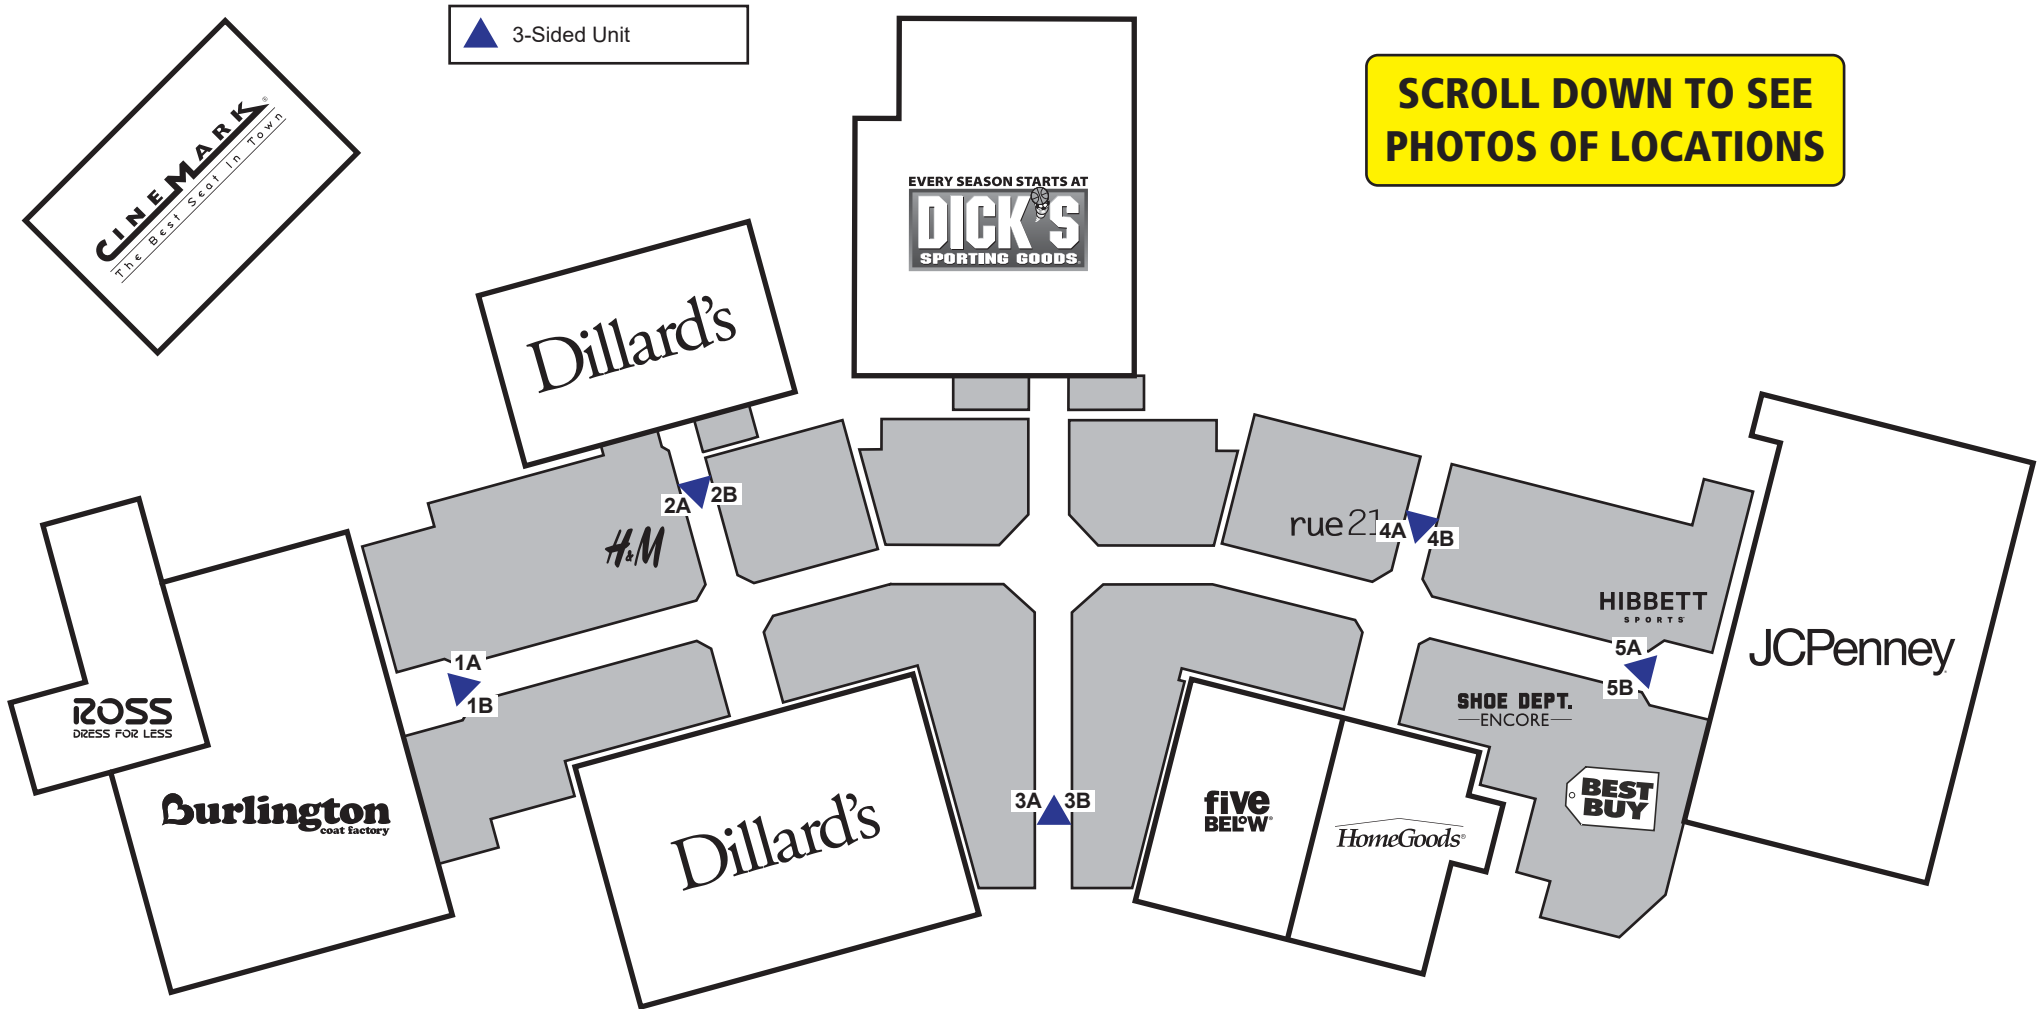 3-Sided Unit
SCROLL DOWN TO SEE
PHOTOS OF LOCATIONS
CINEMARK®
The Best Seat In Town
EVERY SEASON STARTS AT
DICK'S
SPORTING GOODS
Dillard's
2A
2B
H&M
rue21
4A
4B
HIBBETT
SPORTS
JCPenney
1A
1B
5A
5B
ROSS
DRESS FOR LESS
SHOE DEPT.
ENCORE
Burlington
coat factory
Dillard's
3A
3B
five
BELOW
HomeGoods®
BEST
BUY